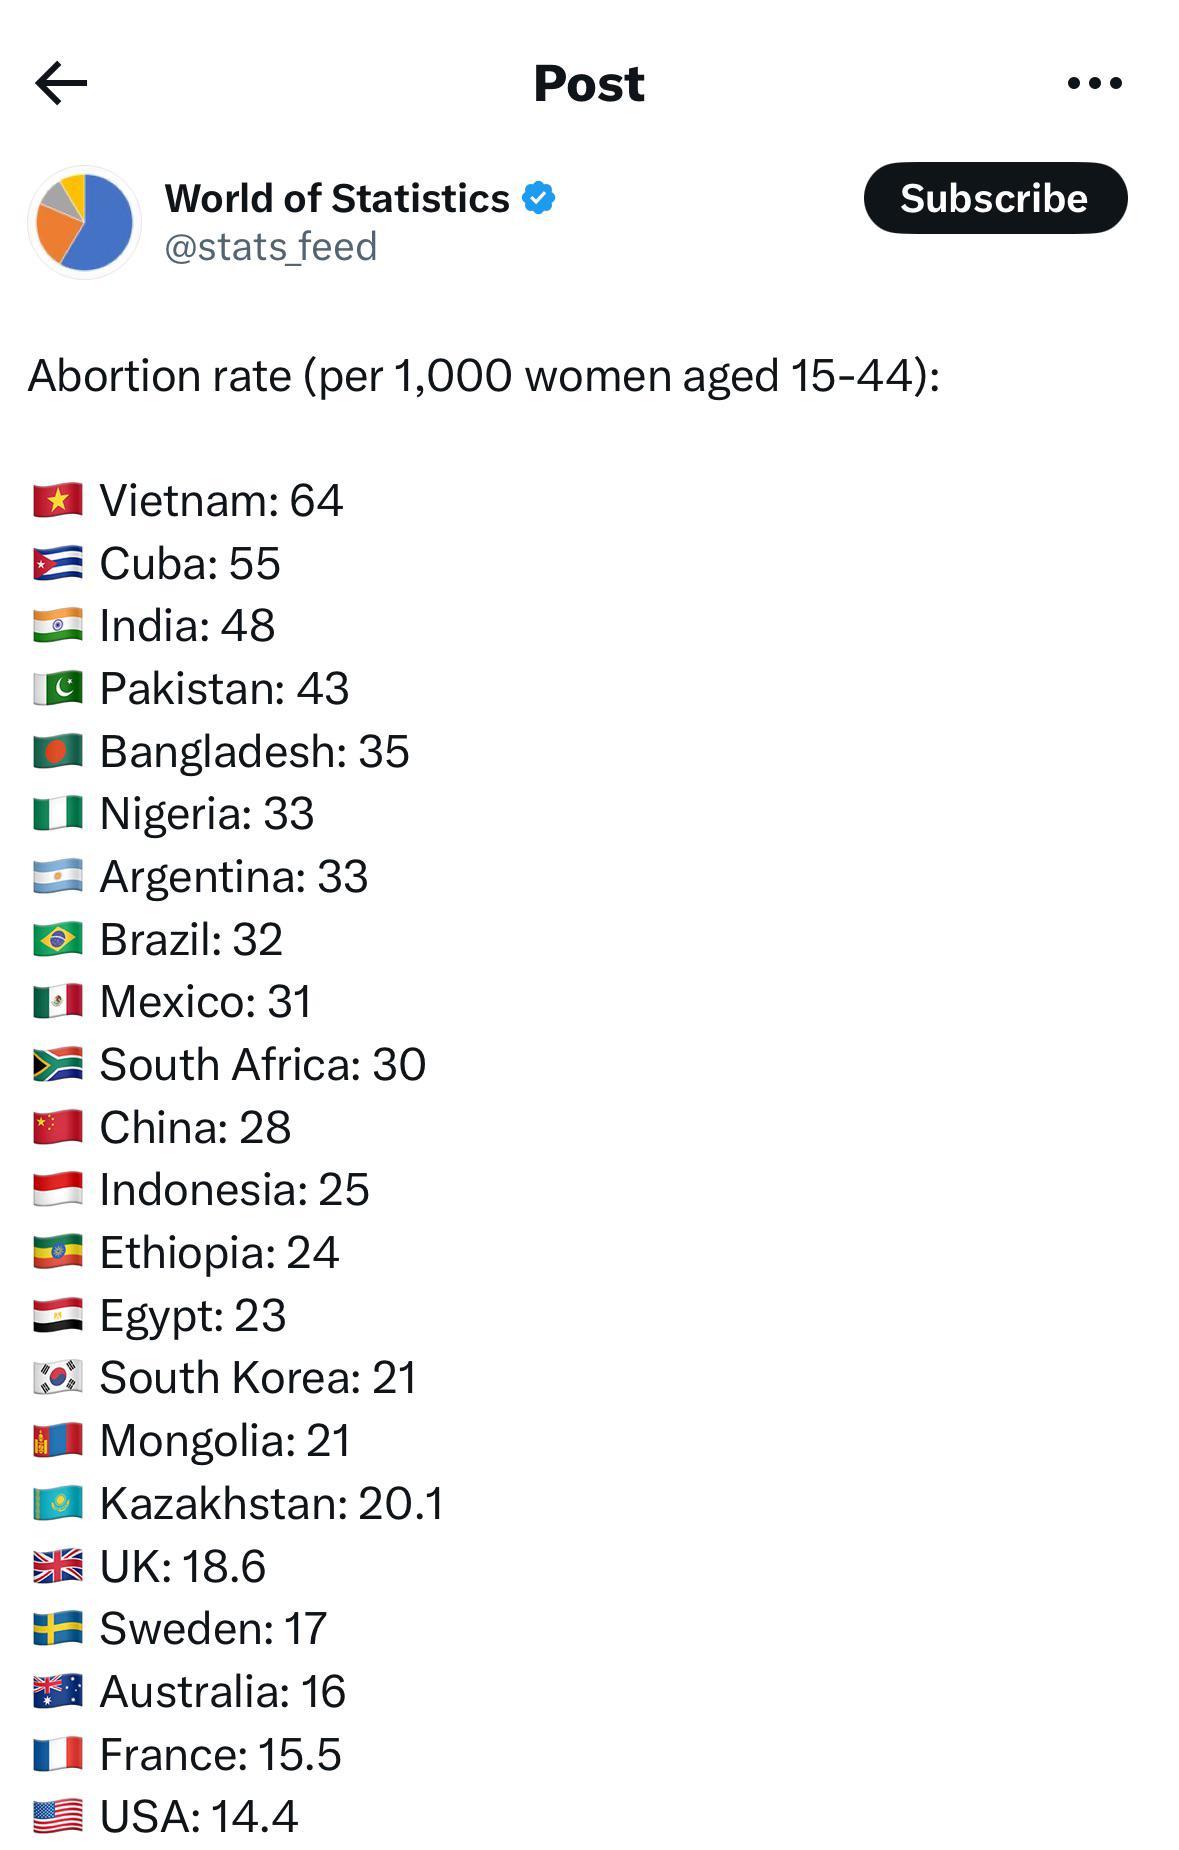 Post
World of Statistics
Subscribe
@stats_feed
Abortion rate (per 1,000 women aged 15-44):
🇻🇳 Vietnam: 64
🇨🇺 Cuba: 55
🇮🇳 India: 48
🇵🇰 Pakistan: 43
🇧🇩 Bangladesh: 35
🇳🇬 Nigeria: 33
🇦🇷 Argentina: 33
🇧🇷 Brazil: 32
🇲🇽 Mexico: 31
🇿🇦 South Africa: 30
🇨🇳 China: 28
🇮🇩 Indonesia: 25
🇪🇹 Ethiopia: 24
🇪🇬 Egypt: 23
🇰🇷 South Korea: 21
🇲🇳 Mongolia: 21
🇰🇿 Kazakhstan: 20.1
🇬🇧 UK: 18.6
🇸🇪 Sweden: 17
🇦🇺 Australia: 16
🇫🇷 France: 15.5
🇺🇸 USA: 14.4